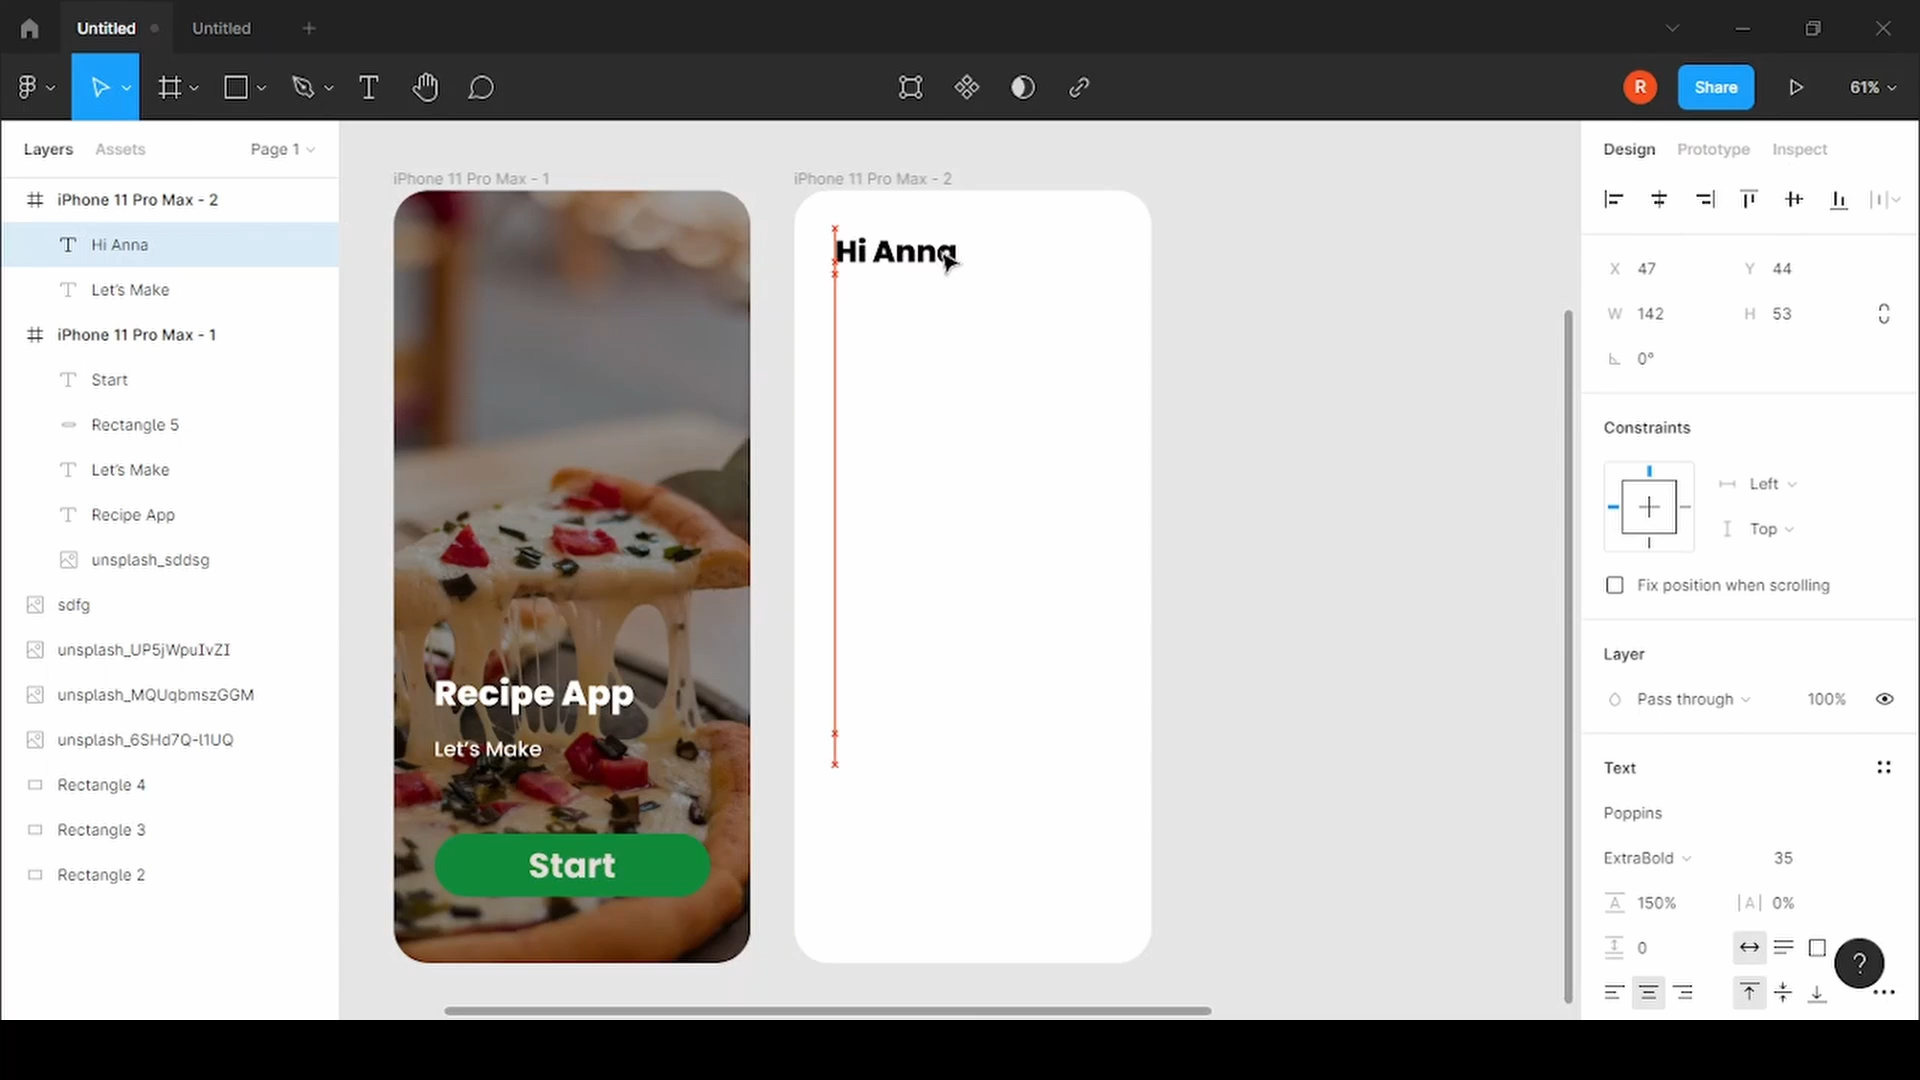 Untitled
Untitled
R
Share
61%
Layers
Assets
Page 1
iPhone 11 Pro Max - 2
Hi Anna
Let's Make
iPhone 11 Pro Max - 1
Start
Rectangle 5
Let's Make
Recipe App
unsplash_sddsg
sdfg
unsplash_UP5jWpuIvZI
unsplash_MQUqbmszGGM
unsplash_6SHd7Q-l1UQ
Rectangle 4
Rectangle 3
Rectangle 2
iPhone 11 Pro Max - 1
Recipe App
Let's Make
Start
iPhone 11 Pro Max - 2
Hi Anna
Design
Prototype
Inspect
X 47
Y 44
W 142
H 53
0°
Constraints
Left
Top
Fix position when scrolling
Layer
Pass through
100%
Text
Poppins
ExtraBold
35
150%
|A| 0%
0
?